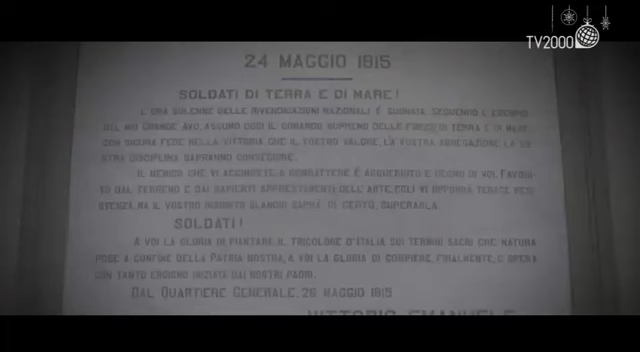 TV2000
24 MAGGIO 1915
SOLDATI DI TERRA E DI MARE!
L'ORA SOLENNE DELLE RIVENDICAZIONI NAZIONALI È SUONATA. SEGUENDO L'ESEMPIO
DEL MIO GRANDE AVO, ASSUMO OGGI IL COMANDO SUPREMO DELLE FORZE DI TERRA E DI MARE,
CON SICURA FEDE NELLA VITTORIA CHE IL VOSTRO VALORE, LA VOSTRA ABNEGAZIONE, LA VO
STRA DISCIPLINA SAPRANNO CONSEGUIRE.
IL NEMICO CHE VI ACCINGETE A COMBATTERE È AGGUERRITO E DEGNO DI VOI. FAVORI
TO DAL TERRENO E DAI SAPIENTI APPRESTAMENTI DELL'ARTE, EGLI VI OPPORRÀ TENACE RESI
STENZA, MA IL VOSTRO INDOMITO SLANCIO SAPRÀ, DI CERTO, SUPERARLA.
SOLDATI!
A VOI LA GLORIA DI PIANTARE IL TRICOLORE D'ITALIA SUI TERMINI SACRI CHE NATURA
POSE A CONFINE DELLA PATRIA NOSTRA, A VOI LA GLORIA DI COMPIERE, FINALMENTE, L'OPERA
CON TANTO EROISMO INIZIATA DAI NOSTRI PADRI.
DAL QUARTIERE GENERALE, 26 MAGGIO 1915
VITTORIO EMANUELE